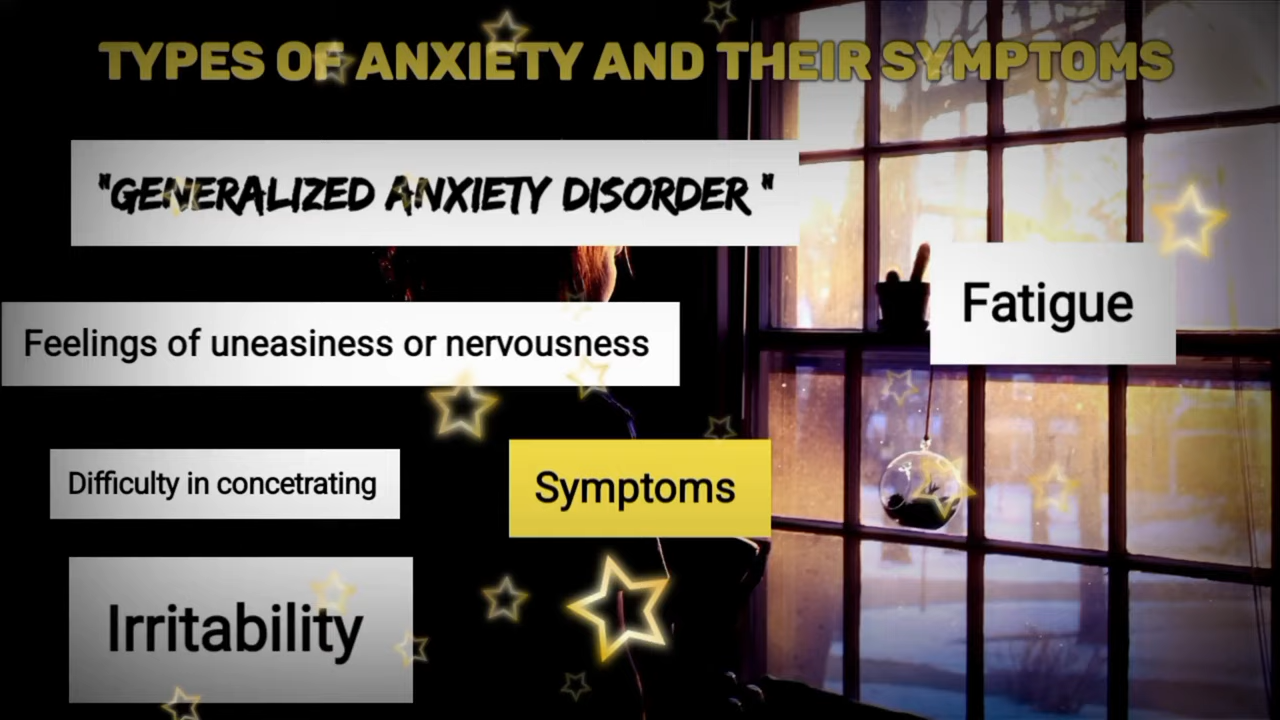 TYPES OF ANXIETY AND THEIR SYMPTOMS
"GENERALIZED ANXIETY DISORDER "
Fatigue
Feelings of uneasiness or nervousness
Difficulty in concetrating
Symptoms
Irritability